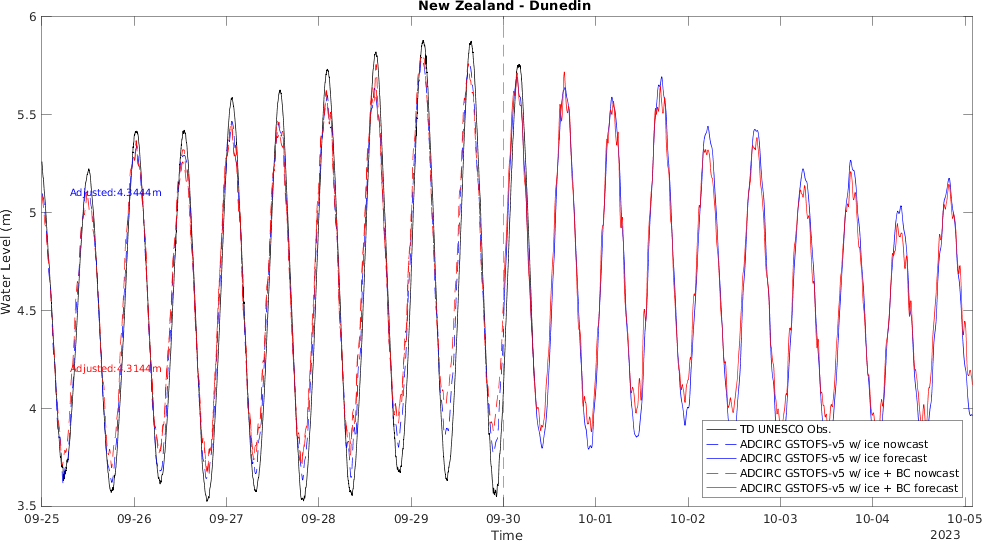 New Zealand - Dunedin
6
5.5
5
4.5
4
3.5
Water Level (m)
Adjusted:4.3444m
Adjusted:4.3144m
TD UNESCO Obs.
ADCIRC GSTOFS-v5 w/ ice nowcast
ADCIRC GSTOFS-v5 w/ ice forecast
ADCIRC GSTOFS-v5 w/ ice + BC nowcast
ADCIRC GSTOFS-v5 w/ ice + BC forecast
09-25 09-26 09-27 09-28 09-29 09-30 10-01 10-02 10-03 10-04 10-05
Time
2023